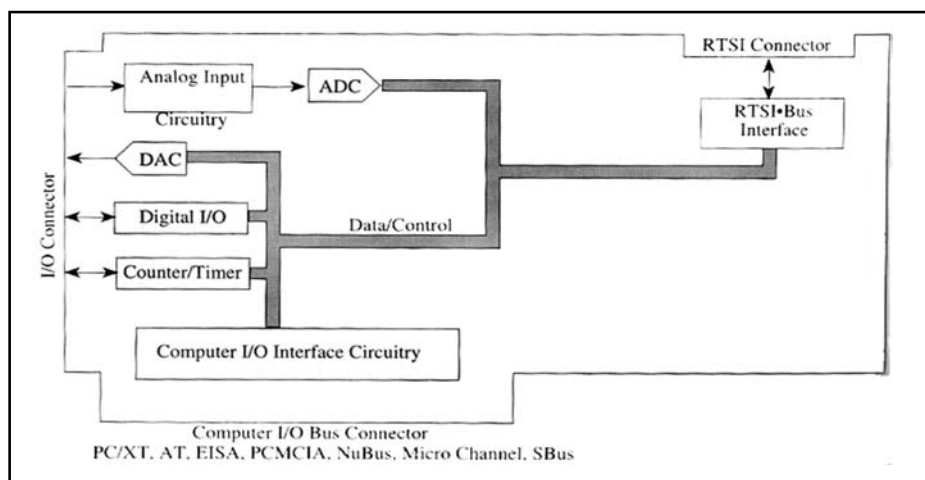 RTSI Connector
Analog Input
Circuitry
ADC
RTSI•Bus
Interface
DAC
Digital I/O
Data/Control
Counter/Timer
I/O Connector
Computer I/O Interface Circuitry
Computer I/O Bus Connector
PC/XT, AT, EISA, PCMCIA, NuBus, Micro Channel, SBus